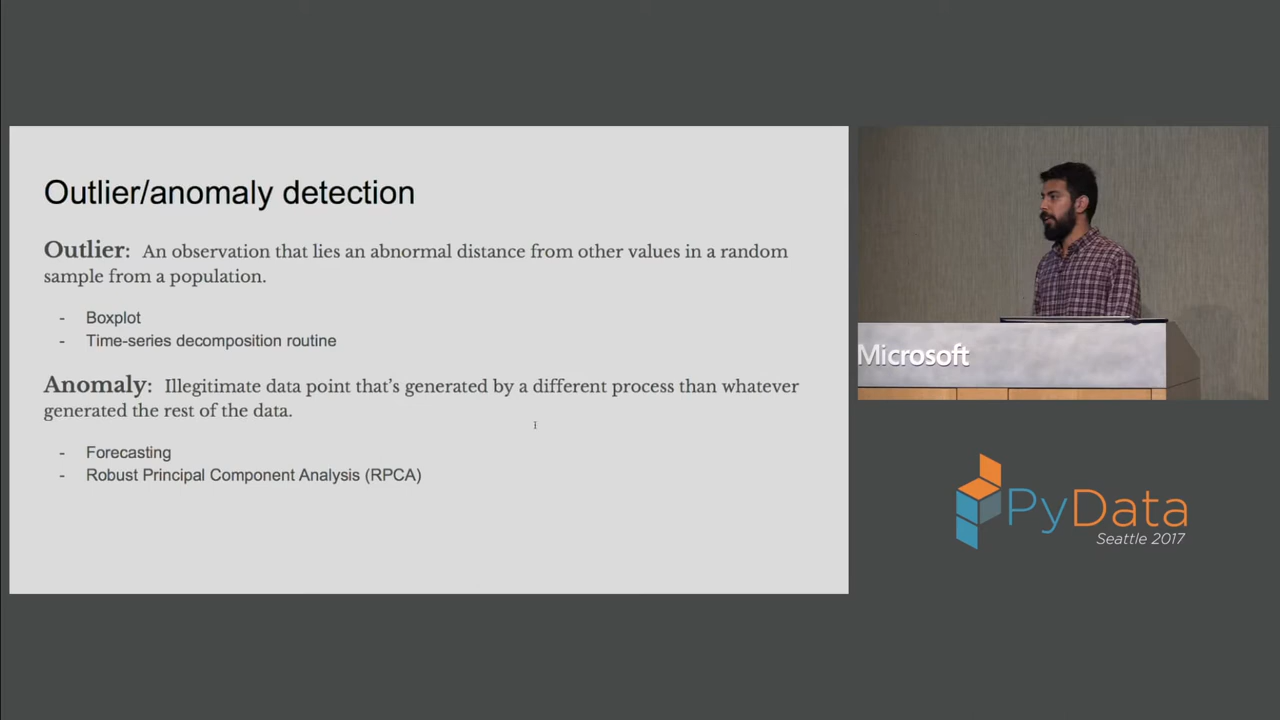 Outlier/anomaly detection
Outlier: An observation that lies an abnormal distance from other values in a random
sample from a population.
- Boxplot
- Time-series decomposition routine
Anomaly: Illegitimate data point that's generated by a different process than whatever
generated the rest of the data.
- Forecasting
- Robust Principal Component Analysis (RPCA)
Microsoft
PyData
Seattle 2017